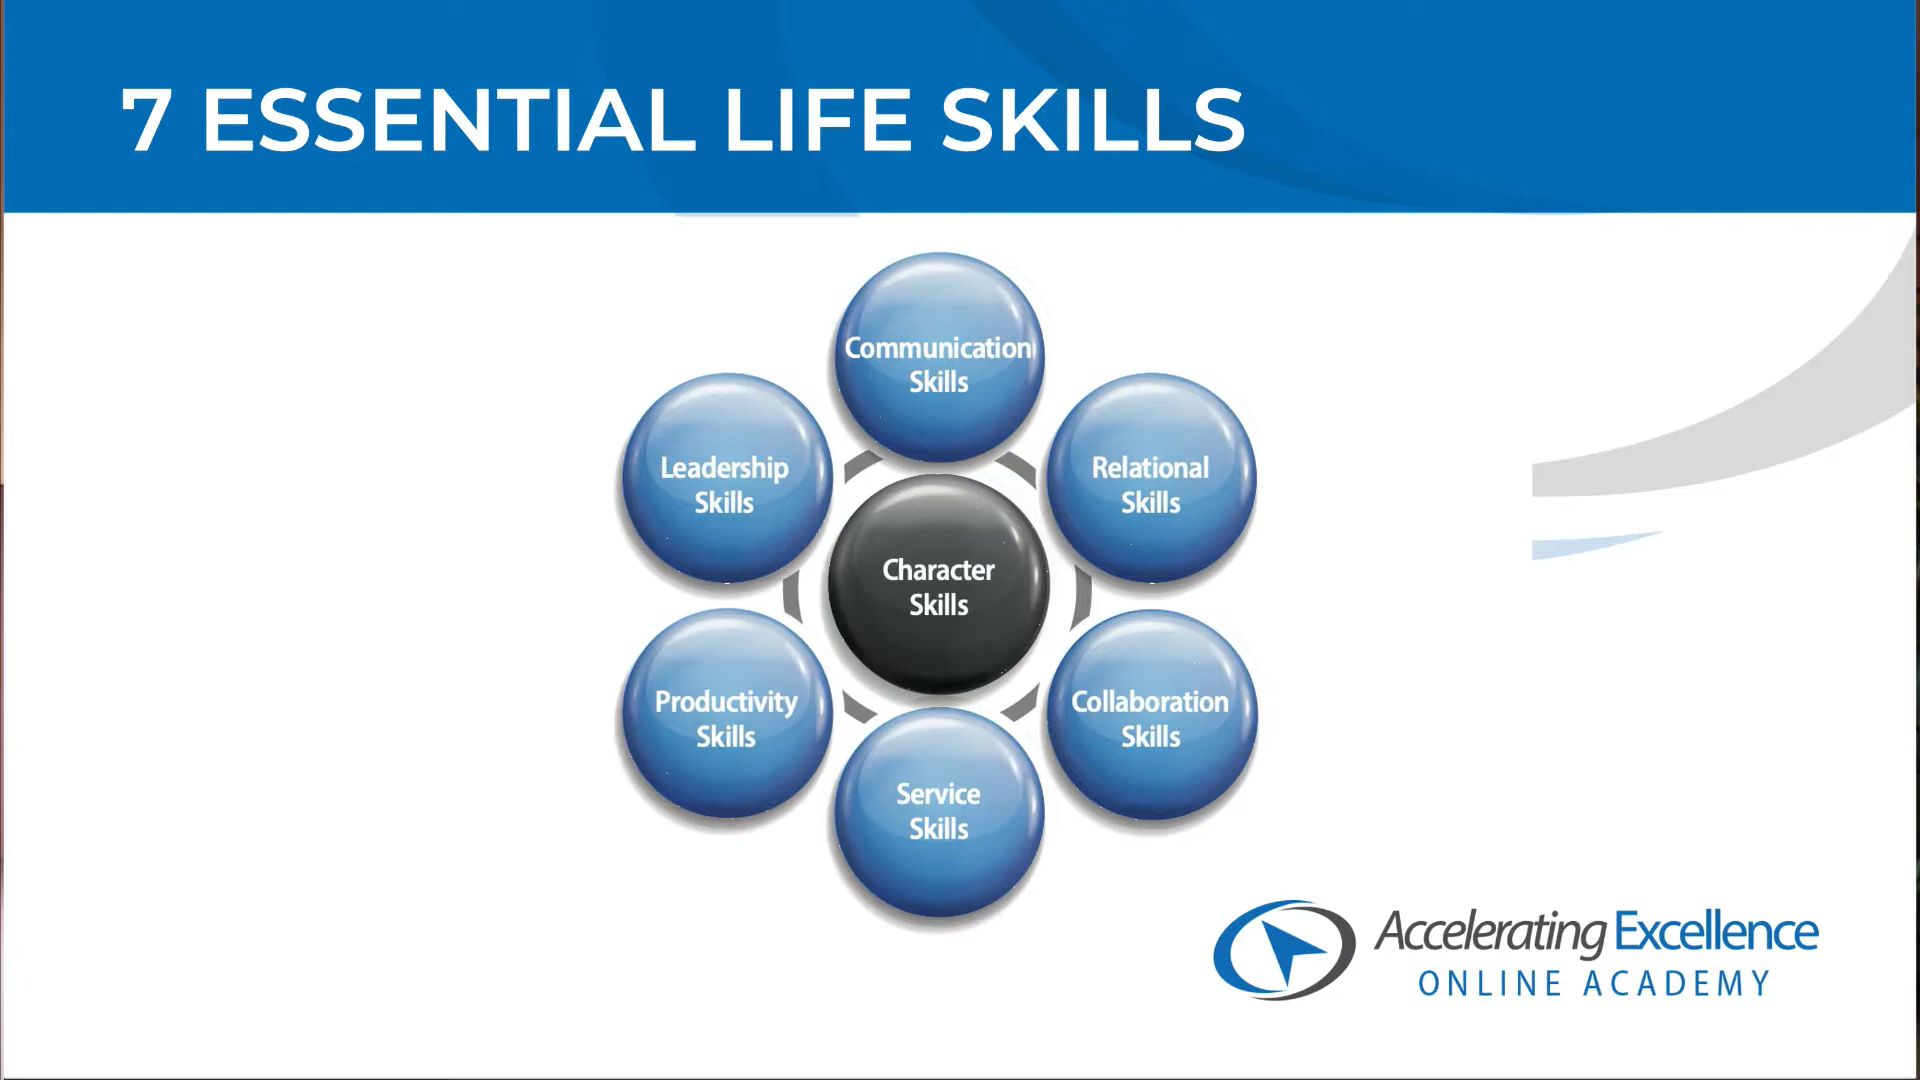 7 ESSENTIAL LIFE SKILLS
Communication
Skills
Leadership
Skills
Relational
Skills
Character
Skills
Productivity
Skills
Collaboration
Skills
Service
Skills
Accelerating Excellence
ONLINE ACADEMY